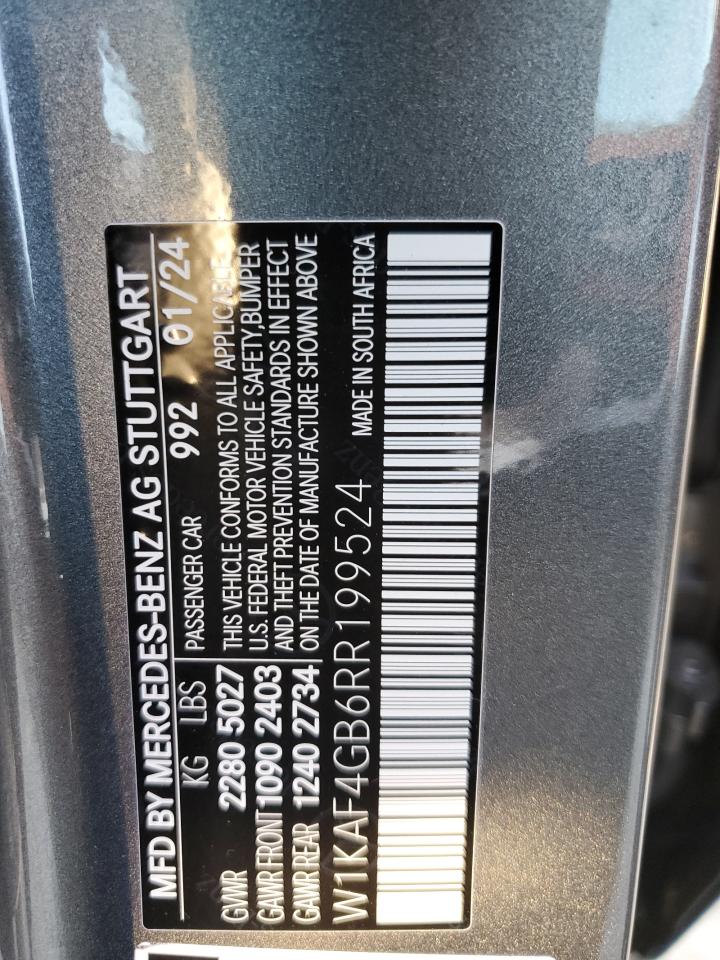 MFD BY MERCEDES-BENZ AG STUTTGART
KG LBS PASSENGER CAR 992 01/24
GVWR 2280 5027 THIS VEHICLE CONFORMS TO ALL APPLICABLE
GAWR FRONT 1090 2403 U.S. FEDERAL MOTOR VEHICLE SAFETY,BUMPER
GAWR REAR 1240 2734 AND THEFT PREVENTION STANDARDS IN EFFECT
ON THE DATE OF MANUFACTURE SHOWN ABOVE
W1KAF4GB6RR199524 MADE IN SOUTH AFRICA